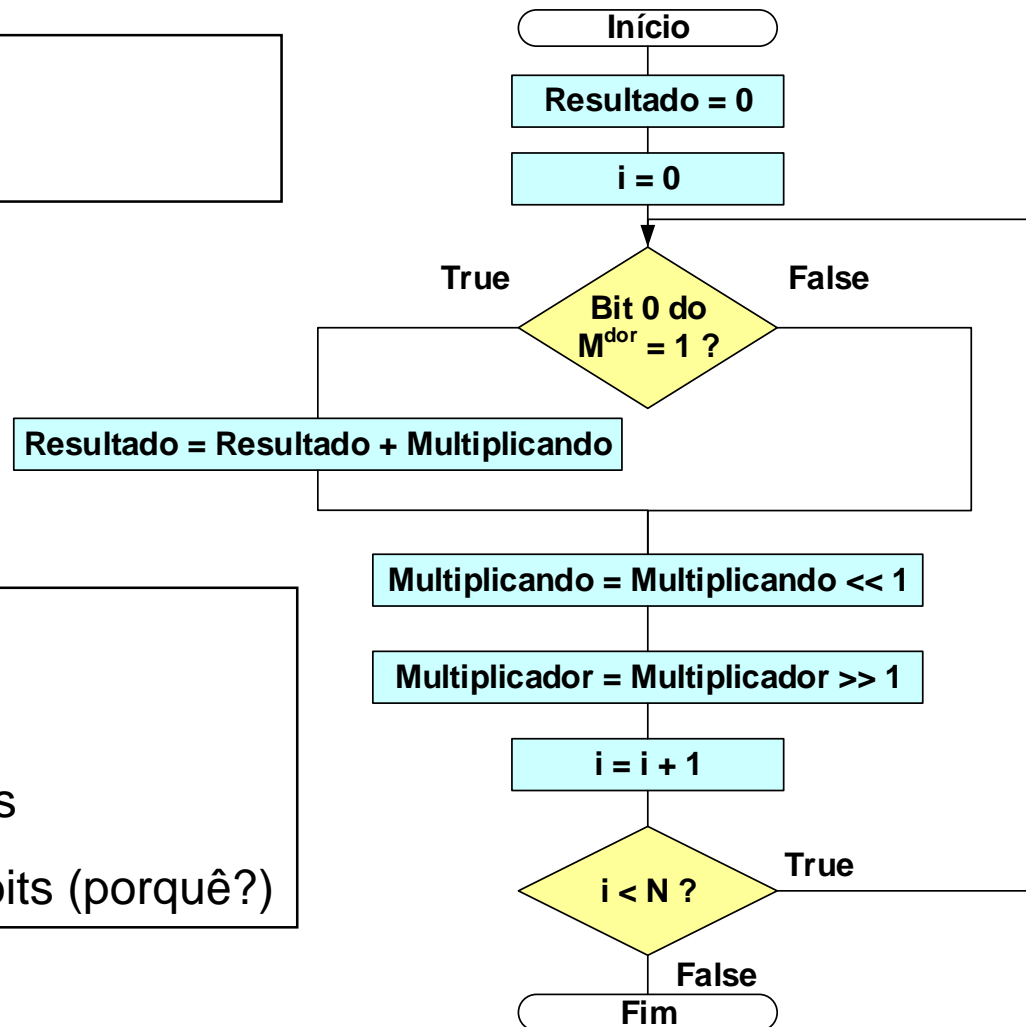 Início
Resultado = 0
i = 0
True
False
Bit 0 do
Mdor = 1 ?
Resultado = Resultado + Multiplicando
Multiplicando = Multiplicando << 1
Multiplicador = Multiplicador >> 1
i = i + 1
i < N ?
True
False
Fim
s
bits (porquê?)